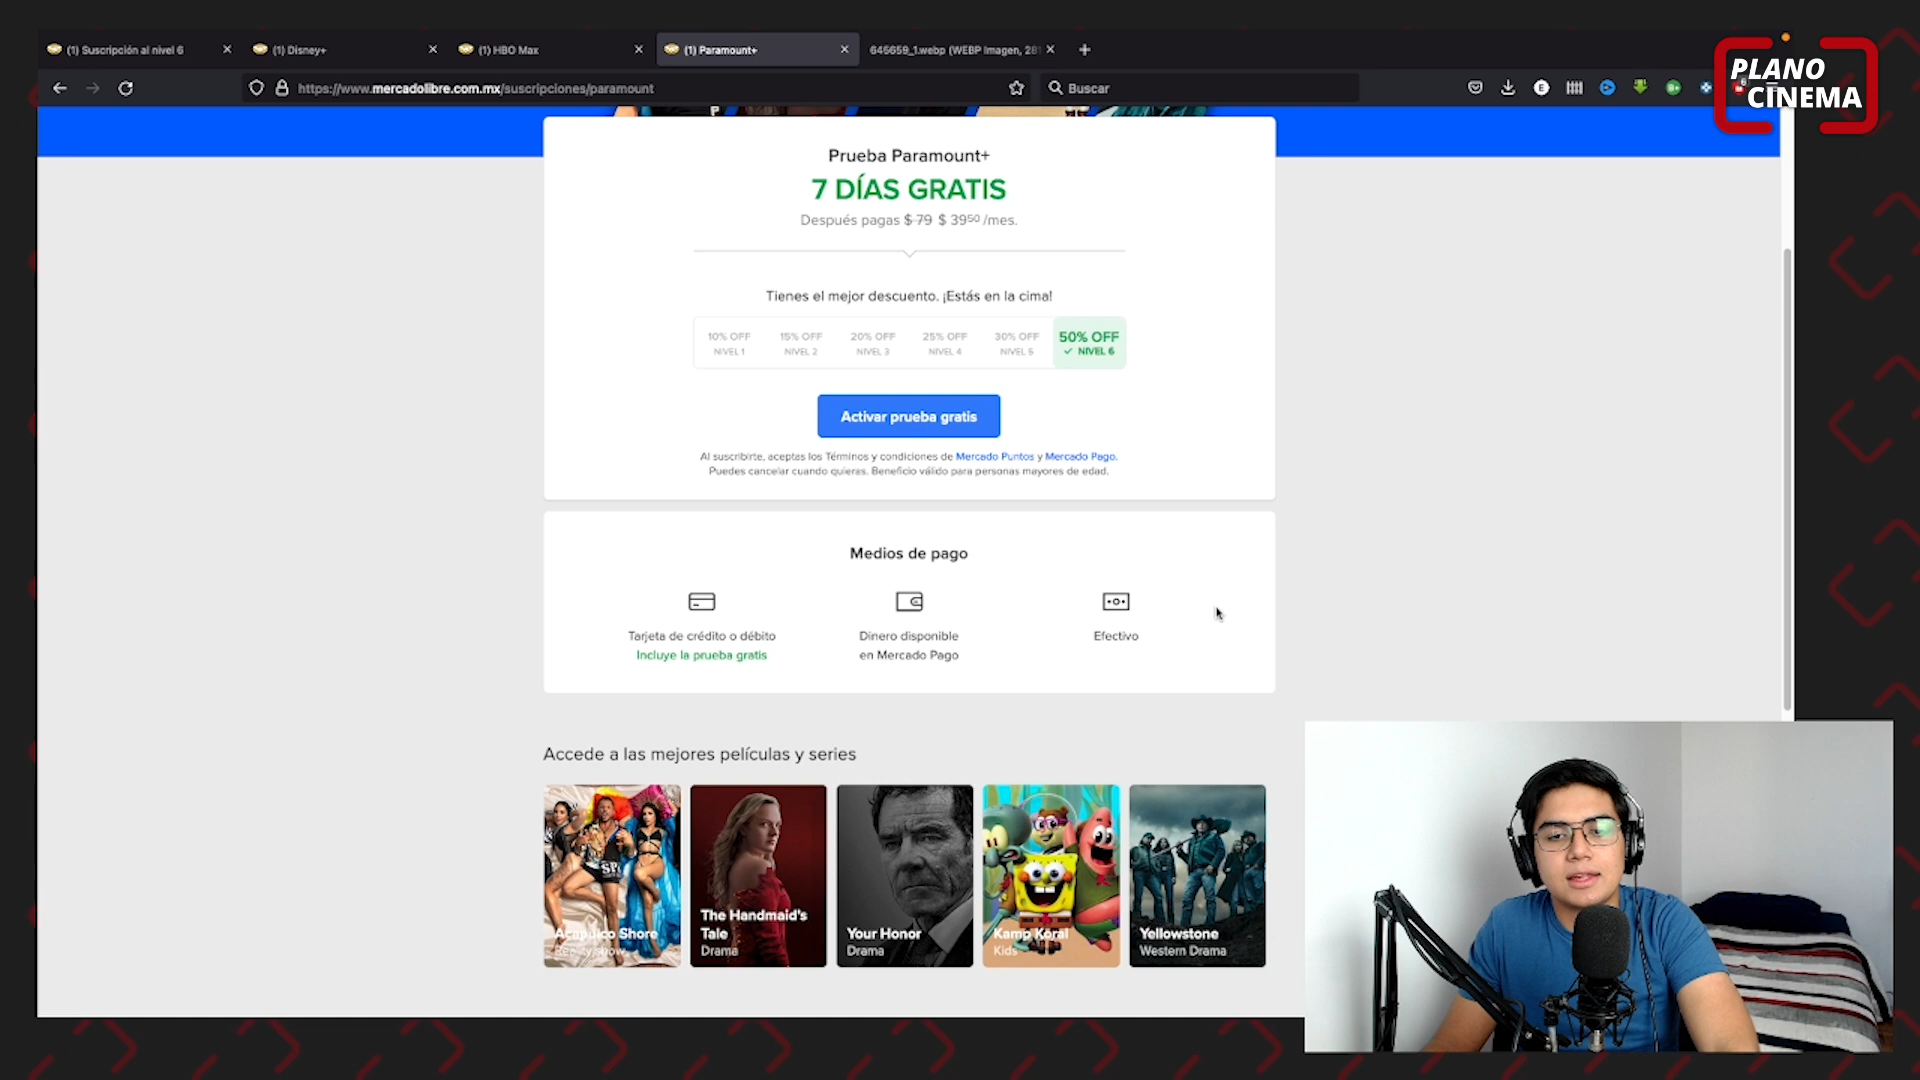 (1) Suscripción al nivel 6
(1) Disney+
(1) HBO Max
(1) Paramount+
645659_1.webp (WEBP Imagen, 281
https://www.mercadolibre.com.mx/suscripciones/paramount
Buscar
PLANO
CINEMA
Prueba Paramount+
7 DÍAS GRATIS
Después pagas $ 79 $ 39⁵⁰ /mes.
Tienes el mejor descuento. ¡Estás en la cima!
10% OFF 15% OFF 20% OFF 25% OFF 30% OFF 50% OFF
NIVEL 1 NIVEL 2 NIVEL 3 NIVEL 4 NIVEL 5 ✓ NIVEL 6
Activar prueba gratis
Al suscribirte, aceptas los Términos y condiciones de Mercado Puntos y Mercado Pago.
Puedes cancelar cuando quieras. Beneficio válido para personas mayores de edad.
Medios de pago
Tarjeta de crédito o débito
Incluye la prueba gratis
Dinero disponible
en Mercado Pago
Efectivo
Accede a las mejores películas y series
Acapulco Shore
Reality show
The Handmaid's
Tale
Drama
Your Honor
Drama
Kamp Koral
Kids
Yellowstone
Western Drama